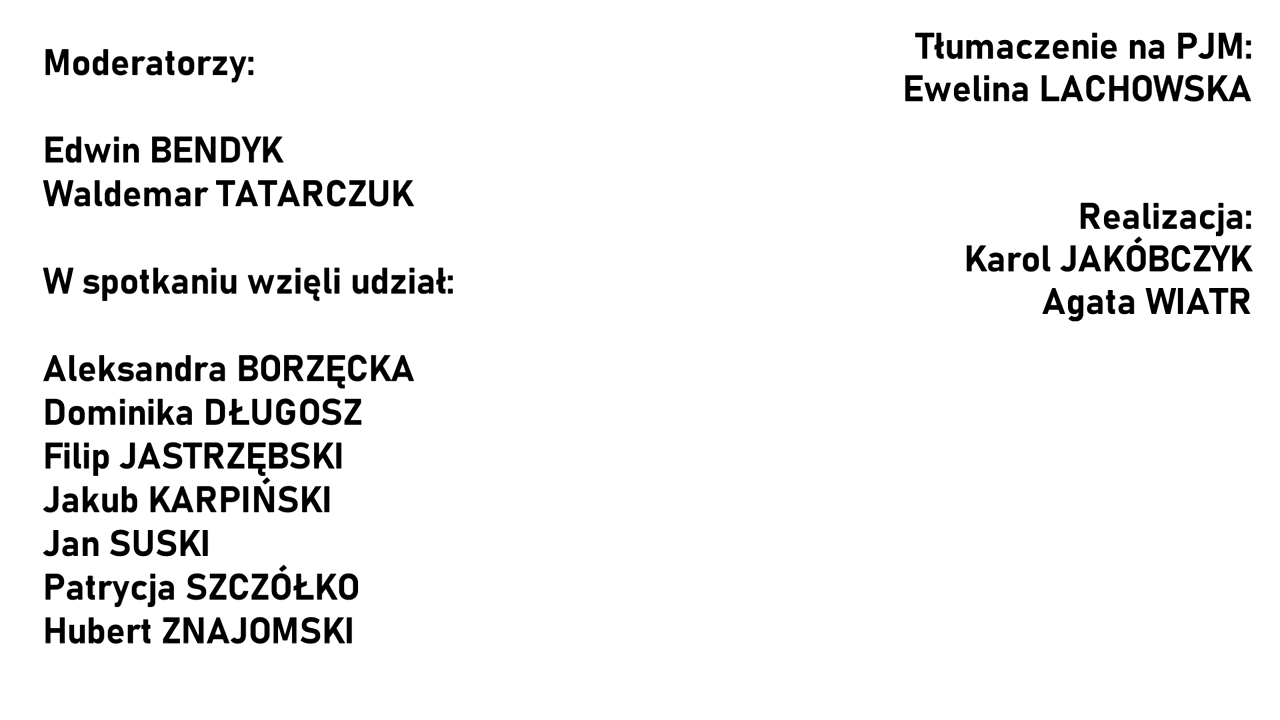 Moderatorzy:
Edwin BENDYK
Waldemar TATARCZUK
W spotkaniu wzięli udział:
Aleksandra BORZĘCKA
Dominika DŁUGOSZ
Filip JASTRZĘBSKI
Jakub KARPIŃSKI
Jan SUSKI
Patrycja SZCZÓŁKO
Hubert ZNAJOMSKI
Tłumaczenie na PJM:
Ewelina LACHOWSKA
Realizacja:
Karol JAKÓBCZYK
Agata WIATR